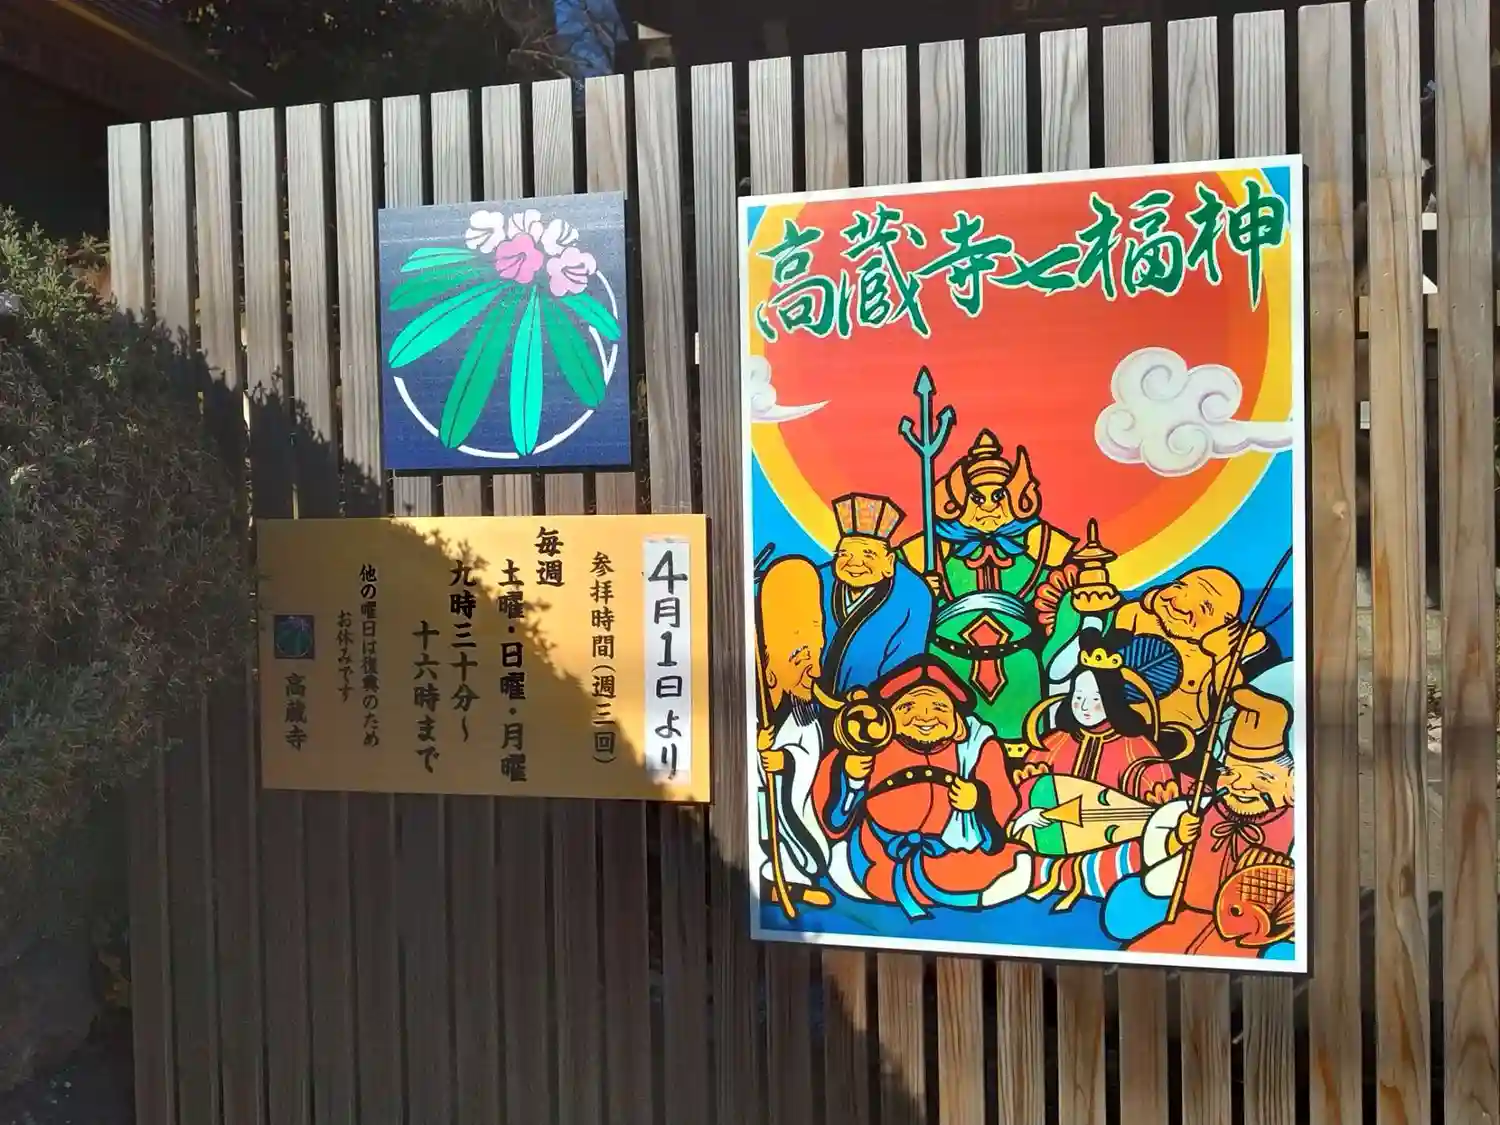 高蔵寺七福神
4月1日より
参拝時間(週三回)
毎週
土曜・日曜・月曜
九時三十分~
十六時まで
他の曜日は復興のため
お休みです
高蔵寺